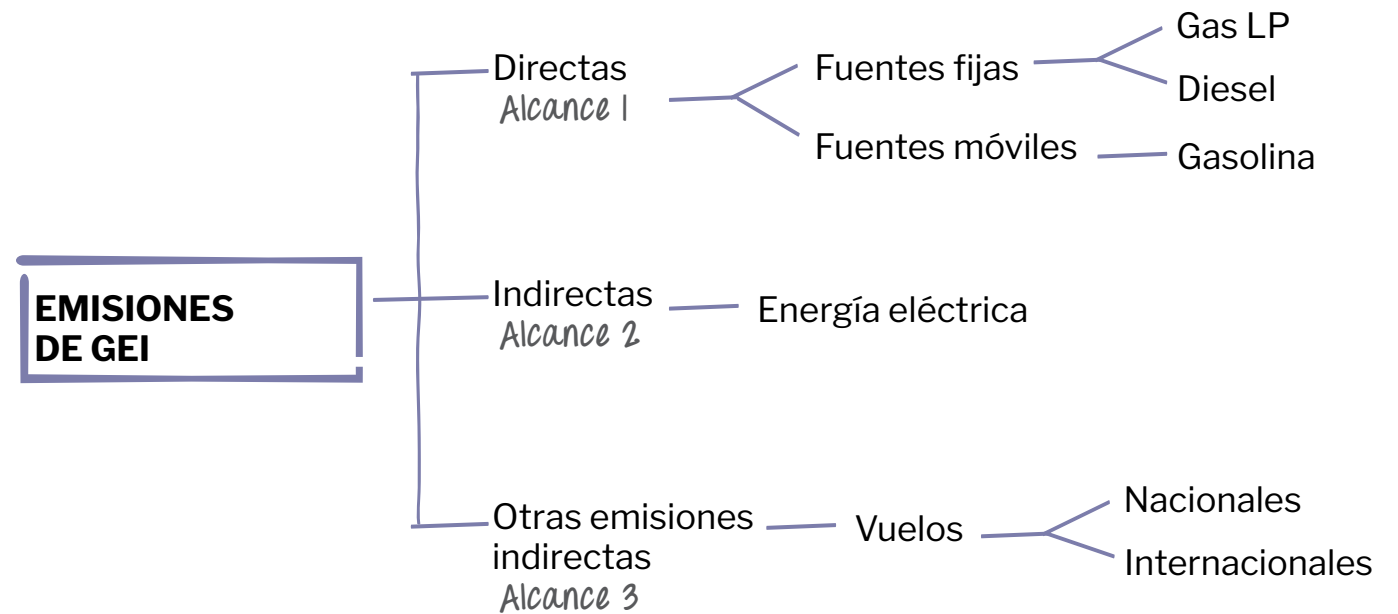 EMISIONES
DE GEI
Directas
Alcance 1
Fuentes fijas
Gas LP
Diesel
Fuentes móviles
Gasolina
Indirectas
Alcance 2
Energía eléctrica
Otras emisiones
indirectas
Alcance 3
Vuelos
Nacionales
Internacionales